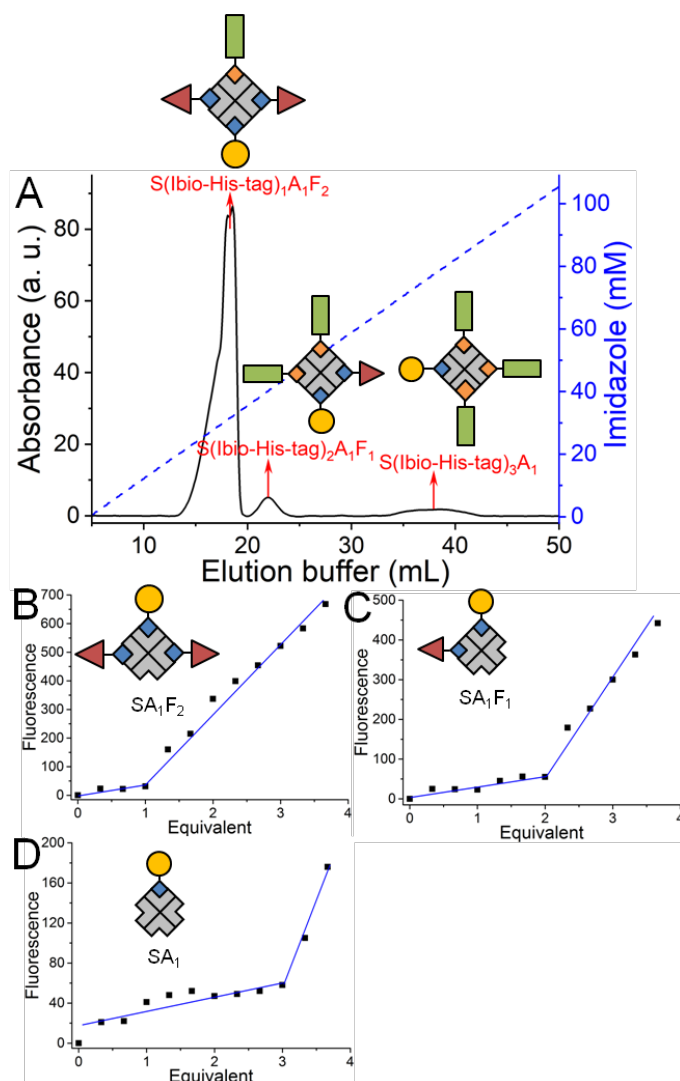 A
S(Ibio-His-tag)₁A₁F₂
S(Ibio-His-tag)₂A₁F₁
S(Ibio-His-tag)₃A₁
Absorbance (a. u.)
80
60
40
20
0
100
80
60
40
20
0
Imidazole (mM)
10 20 30 40 50
Elution buffer (mL)
B
Fluorescence
700
600
500
400
300
200
100
0
SA₁F₂
0 1 2 3 4
Equivalent
C
Fluorescence
500
400
300
200
100
0
SA₁F₁
0 1 2 3 4
Equivalent
D
Fluorescence
200
160
120
80
40
0
SA₁
0 1 2 3 4
Equivalent